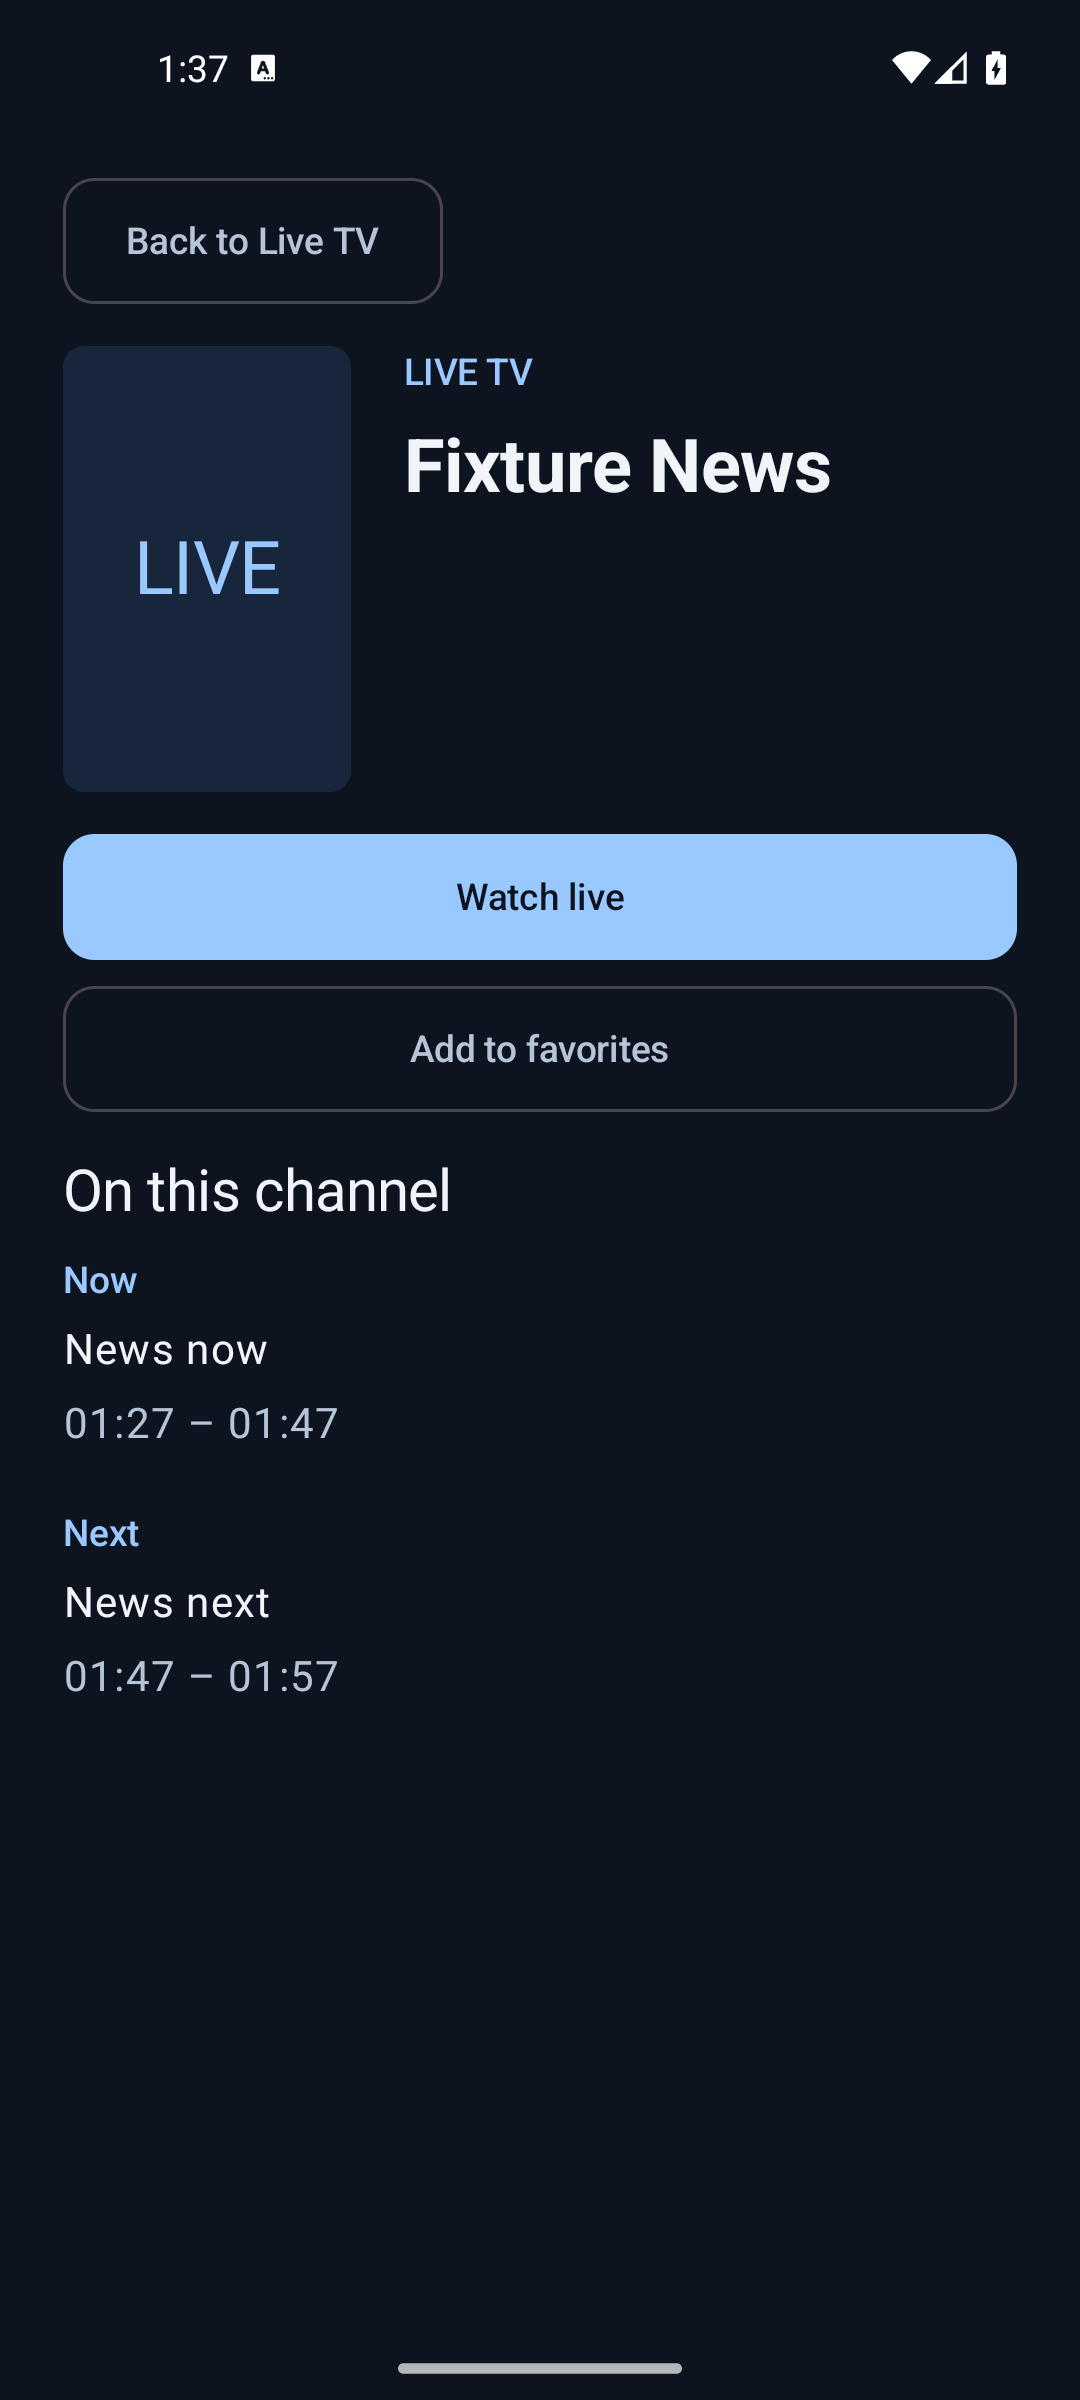 1:37
Back to Live TV
LIVE
LIVE TV
Fixture News
Watch live
Add to favorites
On this channel
Now
News now
01:27 – 01:47
Next
News next
01:47 – 01:57